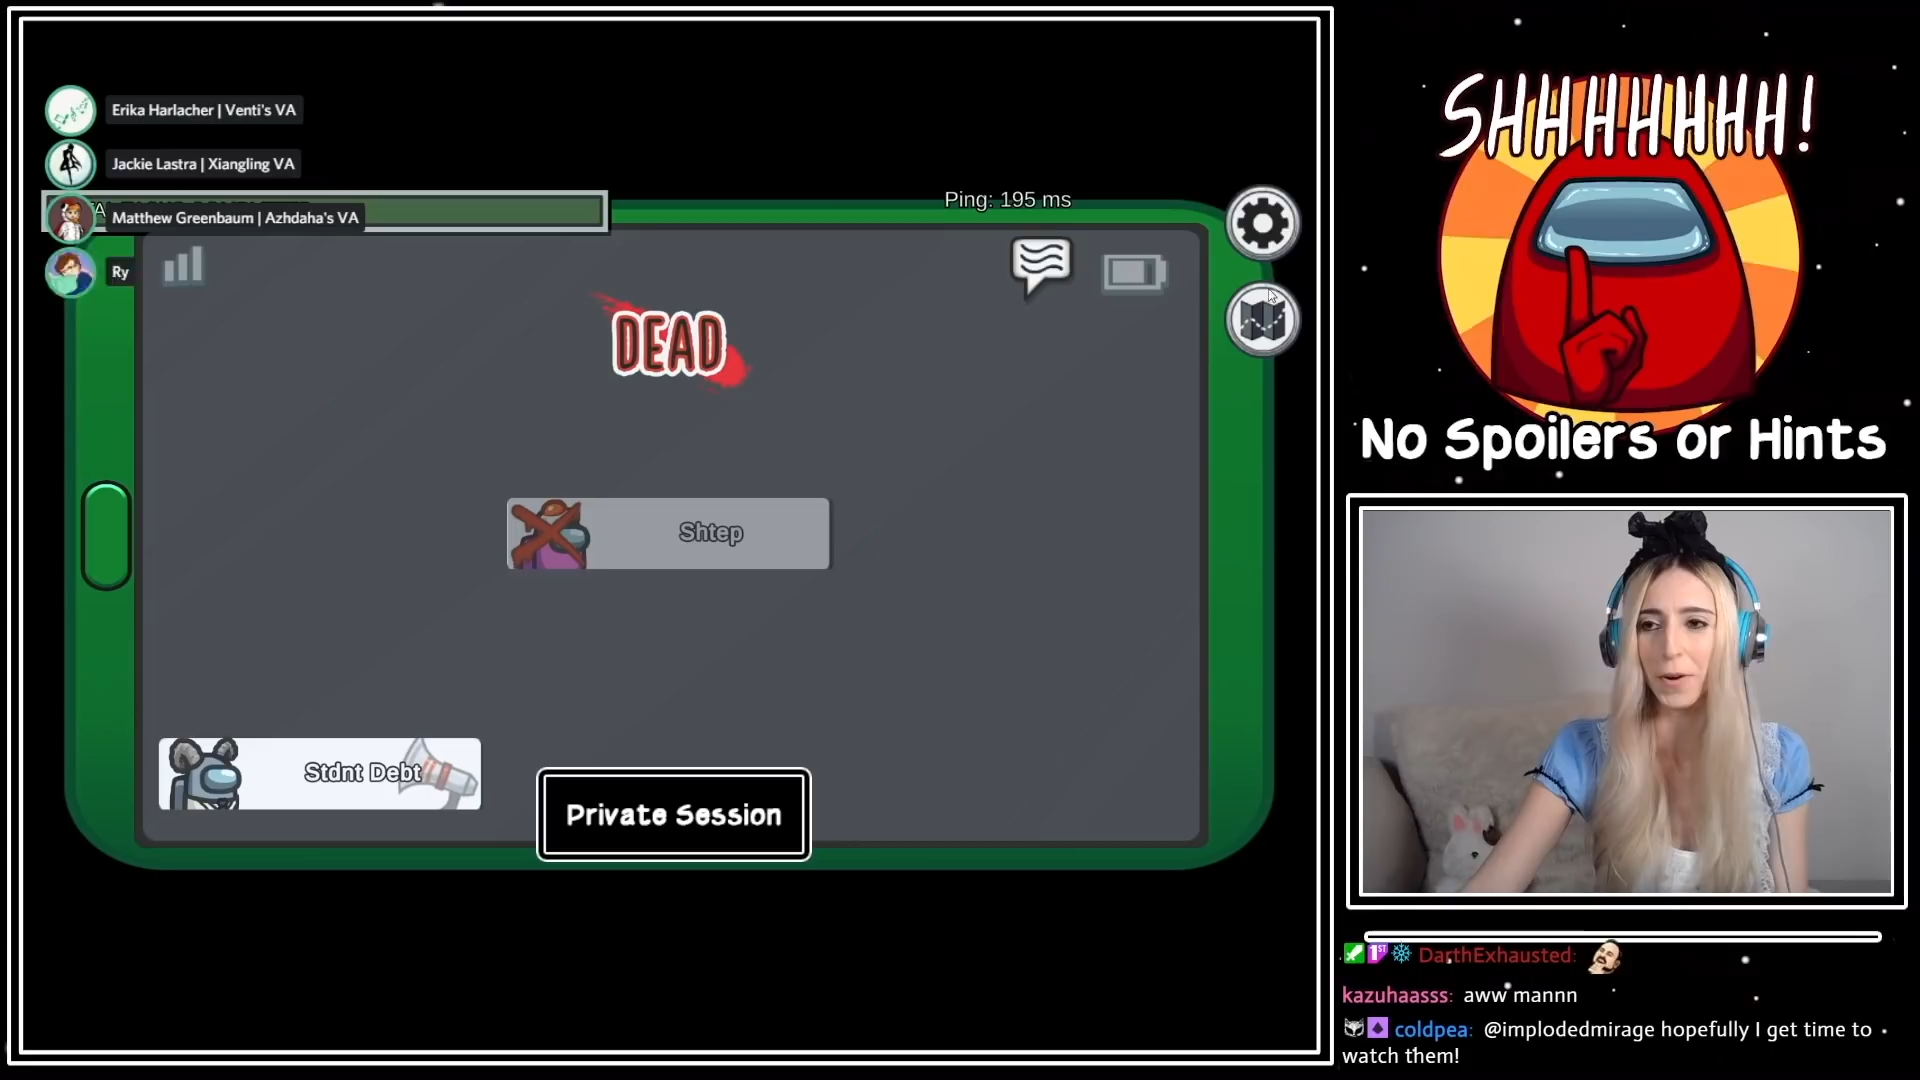 Erika Harlacher | Venti's VA
Jackie Lastra | Xiangling VA
Matthew Greenbaum | Azhdaha's VA
Ry
Ping: 195 ms
DEAD
Shtep
Stdnt Debt
Private Session
SHHHHHHH!
No Spoilers or Hints
1ST DarthExhausted:
kazuhaasss: aww mannn
coldpea: @implodedmirage hopefully I get time to
watch them!